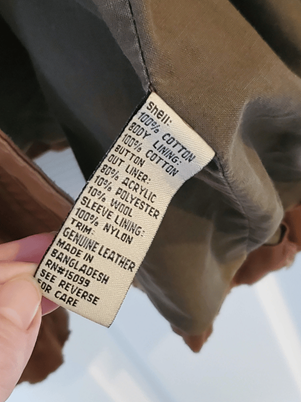 Shell:
100% COTTON
BODY LINING:
100% COTTON
BUTTON
OUT LINER:
80% ACRYLIC
10% POLYESTER
10% WOOL
SLEEVE LINING:
100% NYLON
TRIM:
GENUINE LEATHER
MADE IN
BANGLADESH
RN#15099
SEE REVERSE
FOR CARE